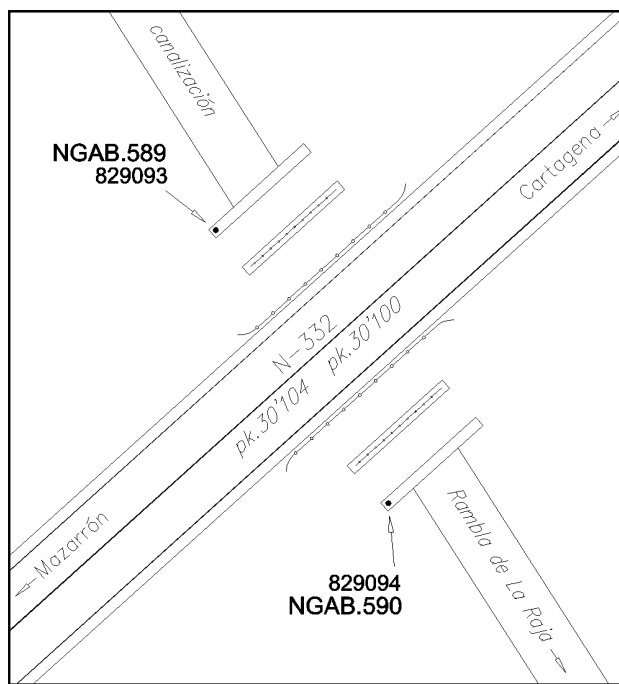 canalización
NGAB.589
829093
Cartagena
N-332
pk.30'104 pk.30'100
Mazarrón
829094
NGAB.590
Rambla de La Raja